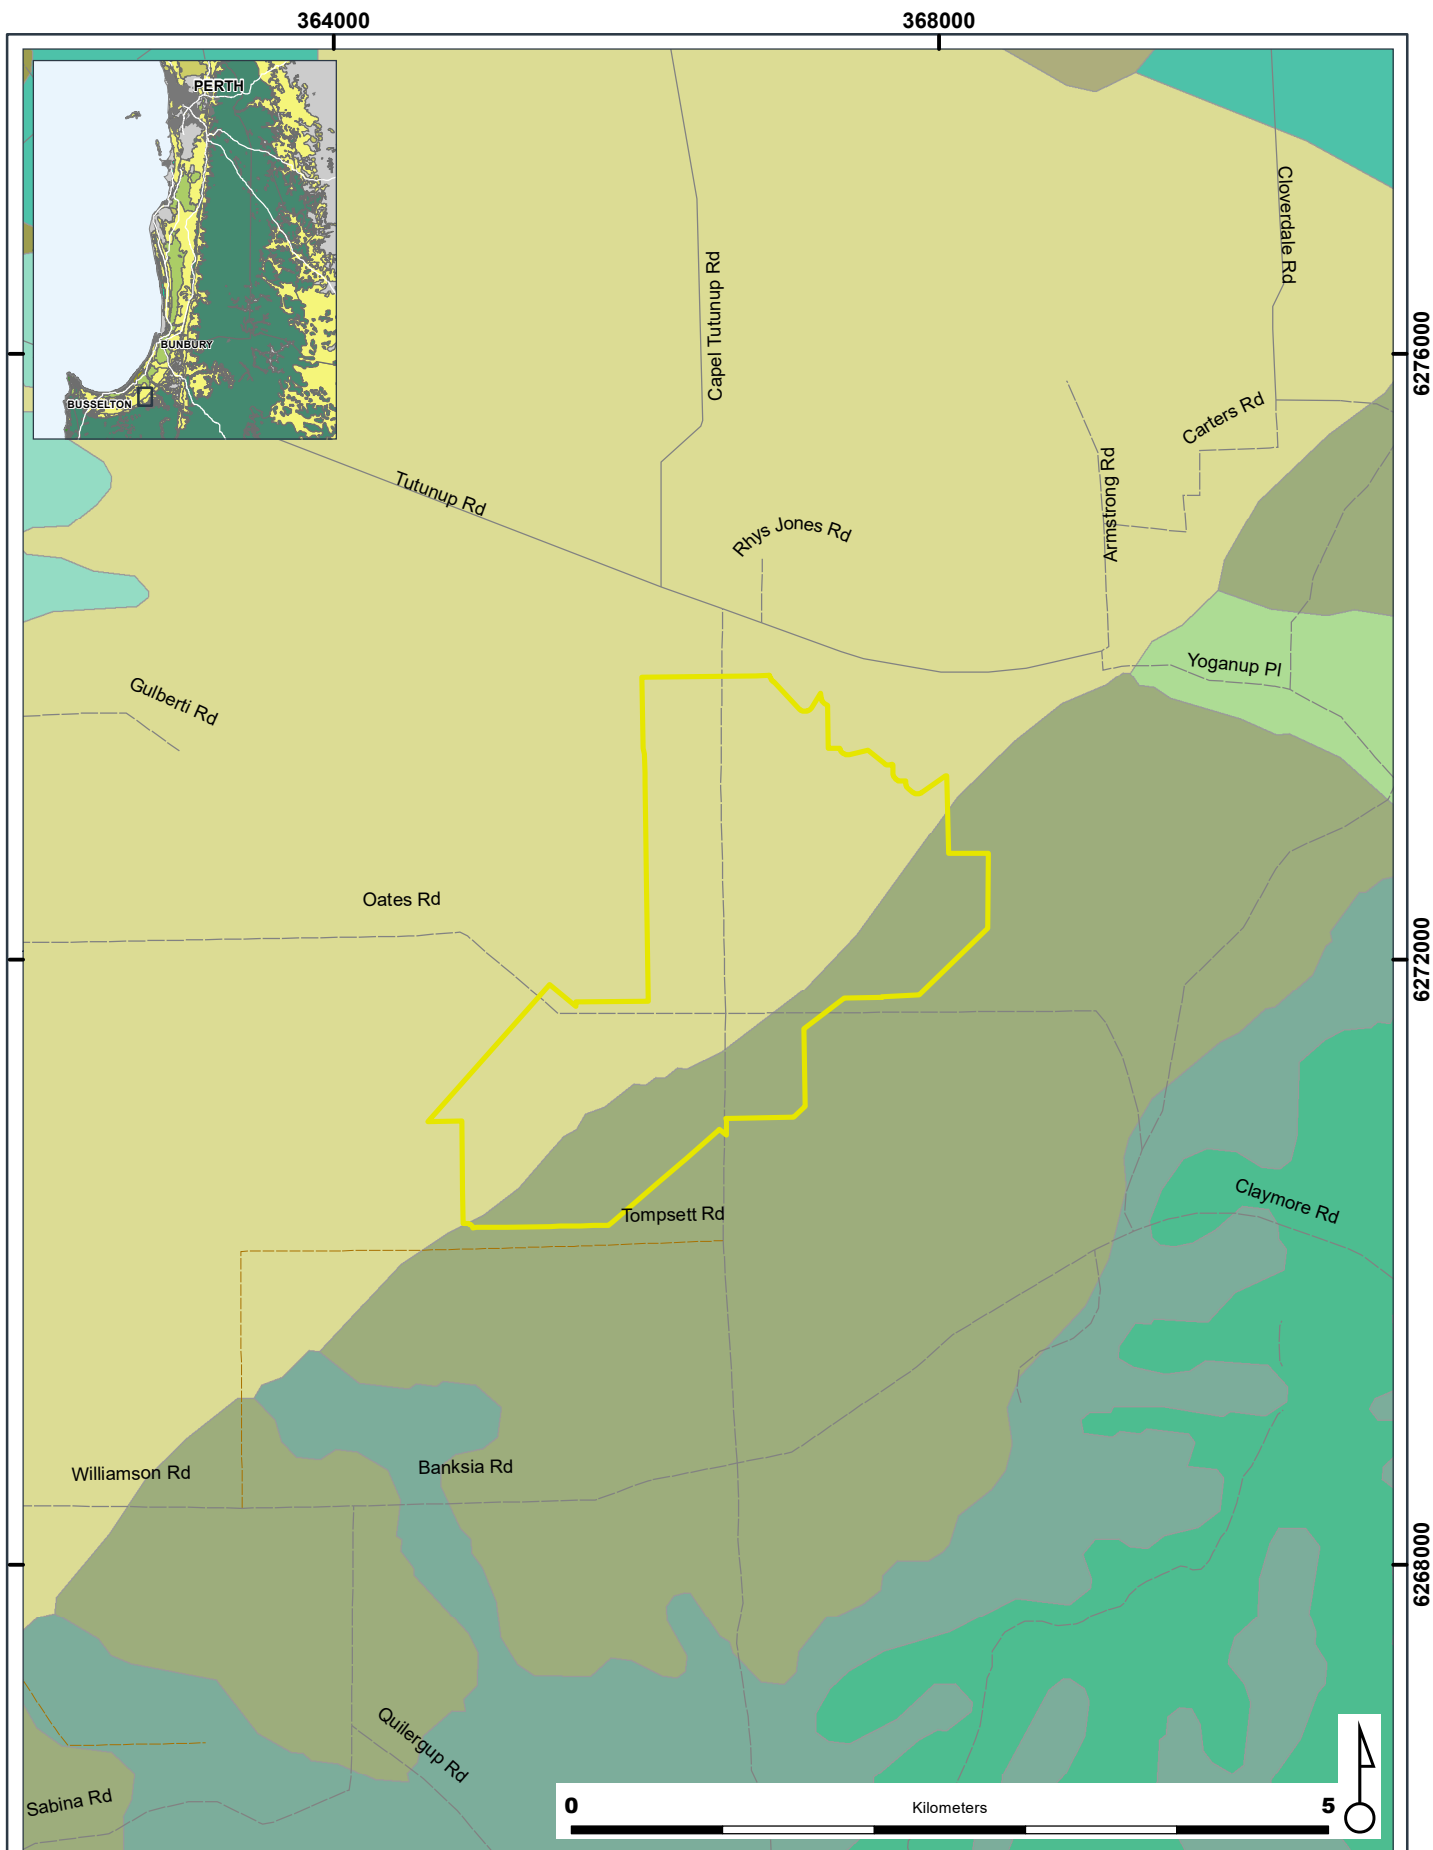 364000
368000
PERTH
BUNBURY
BUSSELTON
Cloverdale Rd
Capel Tutunup Rd
6276000
Carters Rd
Tutunup Rd
Armstrong Rd
Rhys Jones Rd
Yoganup Pl
Gulberti Rd
Oates Rd
6272000
Claymore Rd
Tompsett Rd
Williamson Rd
Banksia Rd
6268000
Quilergup Rd
Sabina Rd
0
Kilometers
5